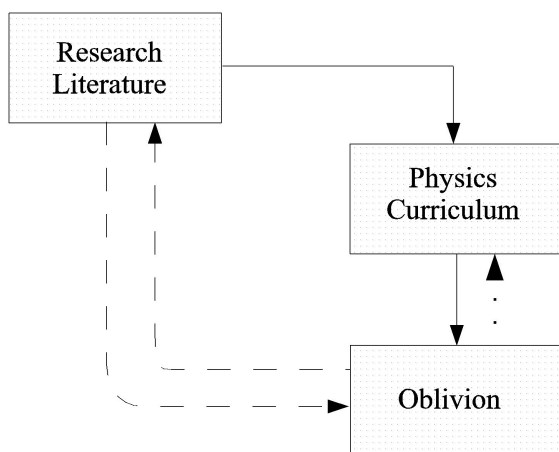 Research
Literature
Physics
Curriculum
Oblivion